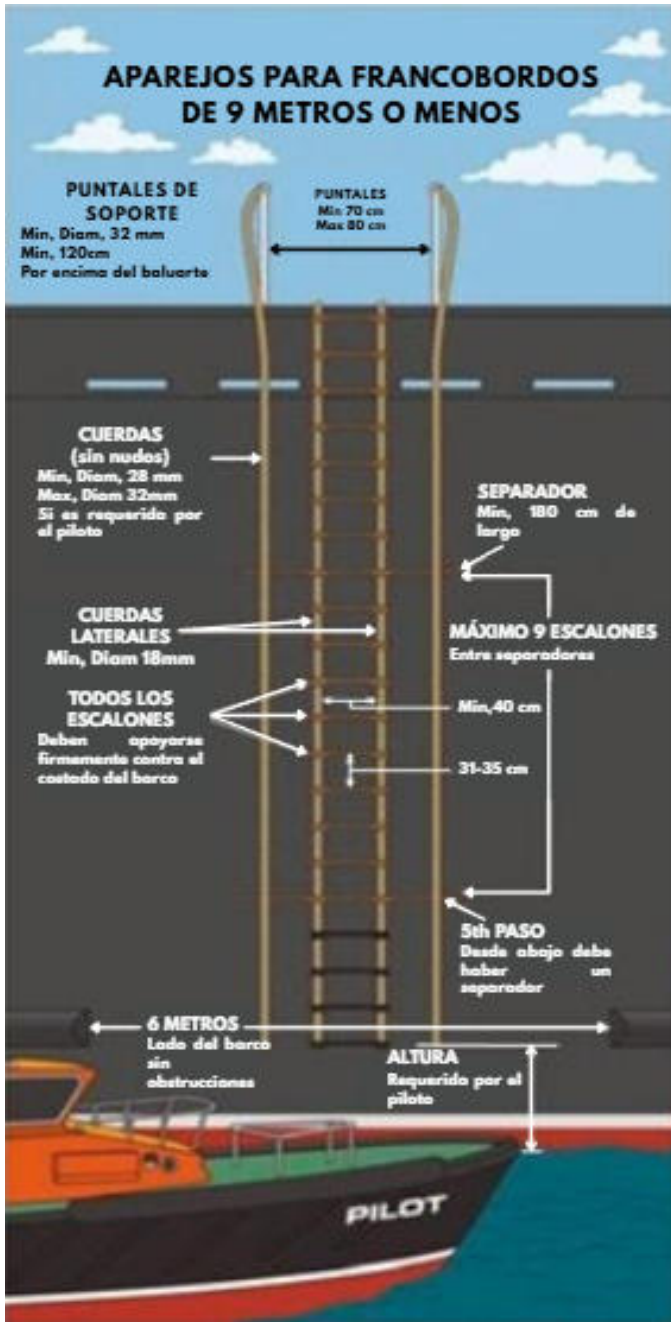 APAREJOS PARA FRANCOBORDOS
DE 9 METROS O MENOS
PUNTALES DE
SOPORTE
Min, Diam, 32 mm
Min, 120cm
Por encima del baluarte
PUNTALES
Min 70 cm
Max 80 cm
CUERDAS
(sin nudos)
Min, Diam, 28 mm
Max, Diam 32mm
Si es requerido por
el piloto
SEPARADOR
Min, 180 cm de
largo
CUERDAS
LATERALES
Min, Diam 18mm
MÁXIMO 9 ESCALONES
Entre separadores
TODOS LOS
ESCALONES
Deben apoyarse
firmemente contra el
costado del barco
Min,40 cm
31-35 cm
5th PASO
Desde abajo debe
haber un
separador
6 METROS
Lado del barco
sin
obstrucciones
ALTURA
Requerido por el
piloto
PILOT